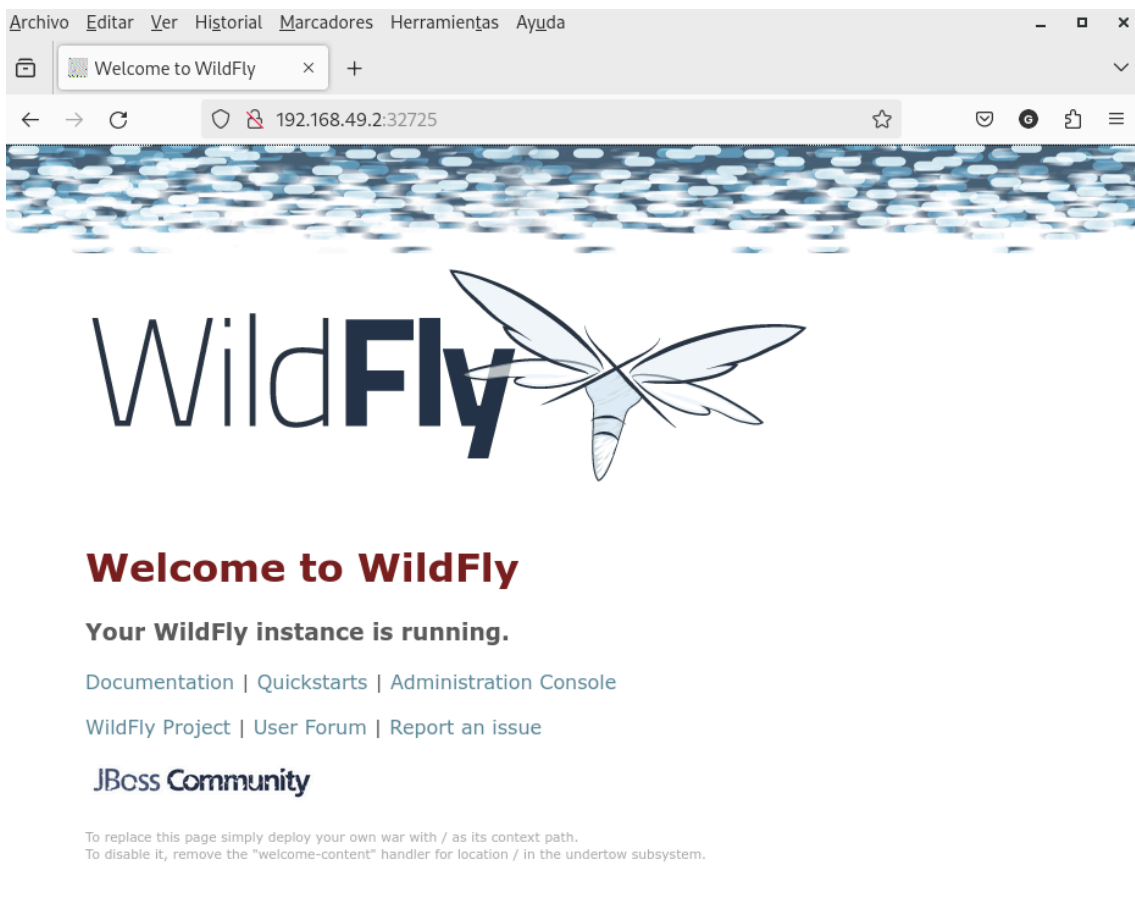 Archivo Editar Ver Historial Marcadores Herramientas Ayuda
Welcome to WildFly
192.168.49.2:32725
G
WildFly
Welcome to WildFly
Your WildFly instance is running.
Documentation | Quickstarts | Administration Console
WildFly Project | User Forum | Report an issue
JBoss Community
To replace this page simply deploy your own war with / as its context path.
To disable it, remove the "welcome-content" handler for location / in the undertow subsystem.